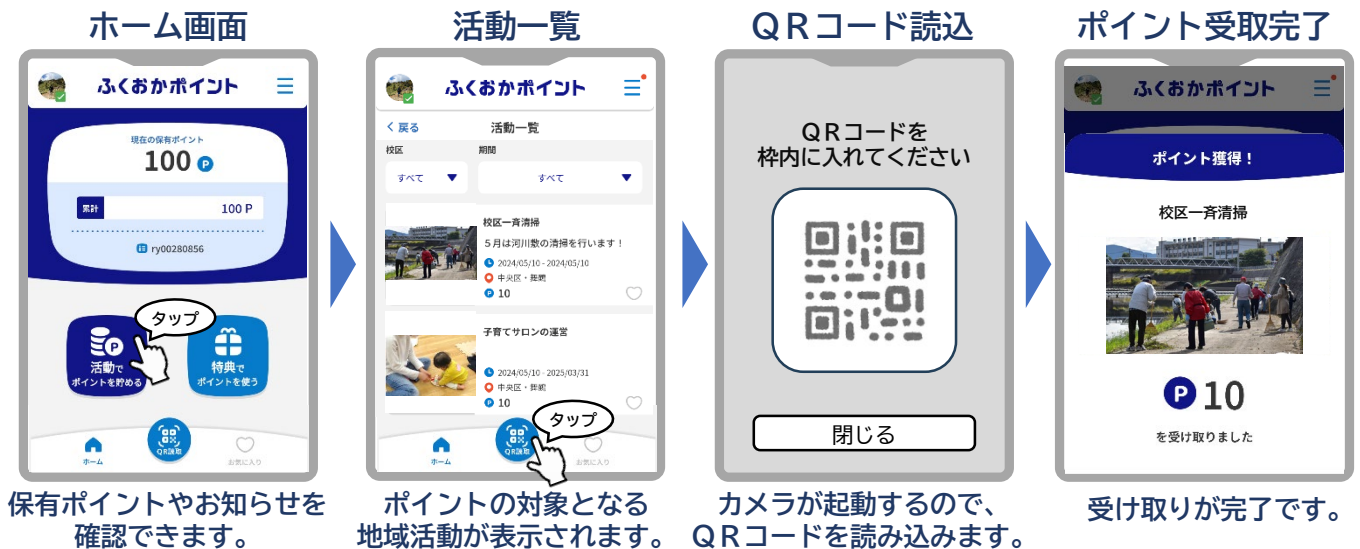 ホーム画面
ふくおかポイント
現在の保有ポイント
100 P
累計 100 P
ry00280856
タップ
P
活動で
ポイントを貯める
特典で
ポイントを使う
ホーム
QR読取
お気に入り
保有ポイントやお知らせを
確認できます。
活動一覧
ふくおかポイント
戻る 活動一覧
校区 期間
すべて すべて
校区一斉清掃
5月は河川敷の清掃を行います！
2024/05/10 - 2024/05/10
中央区・舞鶴
P 10
子育てサロンの運営
2024/05/10 - 2025/03/31
中央区・舞鶴
P 10
タップ
ホーム
QR読取
お気に入り
ポイントの対象となる
地域活動が表示されます。
ＱＲコード読込
ＱＲコードを
枠内に入れてください
閉じる
カメラが起動するので、
ＱＲコードを読み込みます。
ポイント受取完了
ふくおかポイント
ポイント獲得！
校区一斉清掃
P 10
を受け取りました
受け取りが完了です。